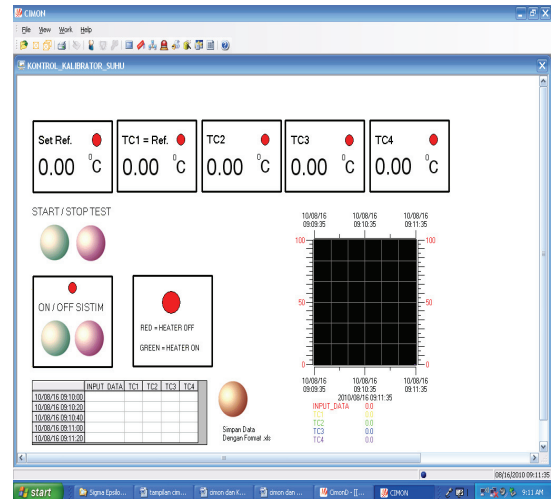 CIMON
File View Work Help
KONTROL_KALIBRATOR_SUHU
Set Ref. TC1 = Ref. TC2 TC3 TC4
0.00 °C 0.00 °C 0.00 °C 0.00 °C 0.00 °C
START / STOP TEST
ON / OFF SISTIM
RED = HEATER OFF
GREEN = HEATER ON
10/08/16 10/08/16 10/08/16
09:09:35 09:10:35 09:11:35
100 100
50 50
0 0
10/08/16 10/08/16 10/08/16
09:09:35 09:10:35 09:11:35
2010/08/16 09:11:35
INPUT_DATA 0.0
TC1 0.0
TC2 0.0
TC3 0.0
TC4 0.0
INPUT_DATA TC1 TC2 TC3 TC4
10/08/16 09:10:00
10/08/16 09:10:20
10/08/16 09:10:40
10/08/16 09:11:00
10/08/16 09:11:20
Simpan Data
Dengan Format .xls
08/16/2010 09:11:35
start Sigma Epsilo... tampilan cim... cimon dan K... cimon dan ... CimonD - [[... CIMON 9:11 AM